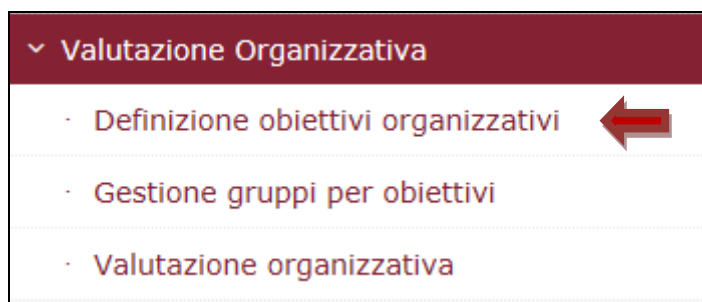 Valutazione Organizzativa
Definizione obiettivi organizzativi
Gestione gruppi per obiettivi
Valutazione organizzativa